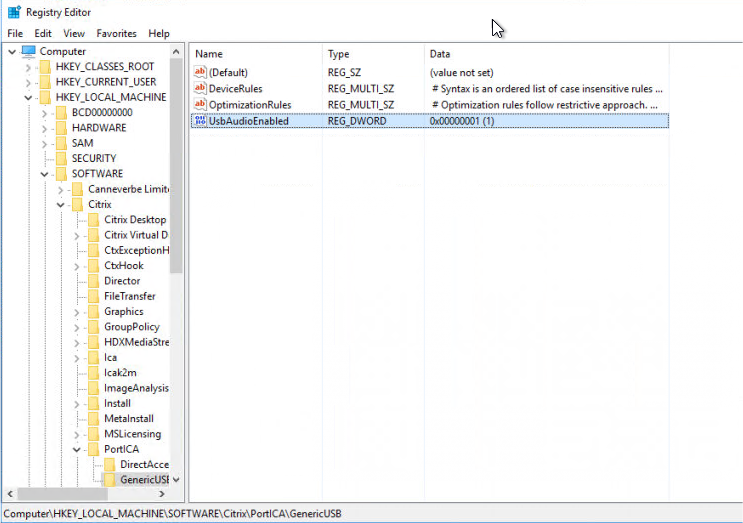 Registry Editor
File Edit View Favorites Help
Computer
HKEY_CLASSES_ROOT
HKEY_CURRENT_USER
HKEY_LOCAL_MACHINE
BCD00000000
HARDWARE
SAM
SECURITY
SOFTWARE
Canneverbe Limite
Citrix
Citrix Desktop
Citrix Virtual D
CtxExceptionH
CtxHook
Director
FileTransfer
Graphics
GroupPolicy
HDXMediaStre
Ica
Icak2m
ImageAnalysis
Install
MetaInstall
MSLicensing
PortICA
DirectAcce
GenericUSB
Name Type Data
(Default) REG_SZ (value not set)
DeviceRules REG_MULTI_SZ # Syntax is an ordered list of case insensitive rules ...
OptimizationRules REG_MULTI_SZ # Optimization rules follow restrictive approach. ...
UsbAudioEnabled REG_DWORD 0x00000001 (1)
Computer\HKEY_LOCAL_MACHINE\SOFTWARE\Citrix\PortICA\GenericUSB